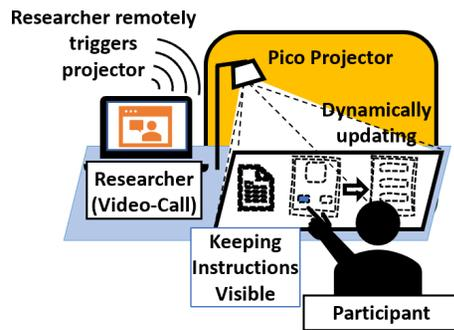 Researcher remotely
triggers
projector
Pico Projector
Dynamically
updating
Researcher
(Video-Call)
Keeping
Instructions
Visible
Participant